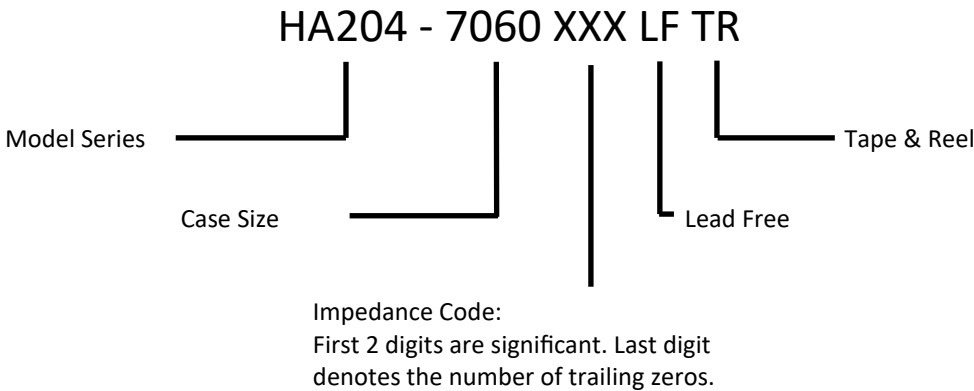 HA204 - 7060 XXX LF TR
Model Series
Tape & Reel
Case Size
Lead Free
Impedance Code:
First 2 digits are significant. Last digit
denotes the number of trailing zeros.